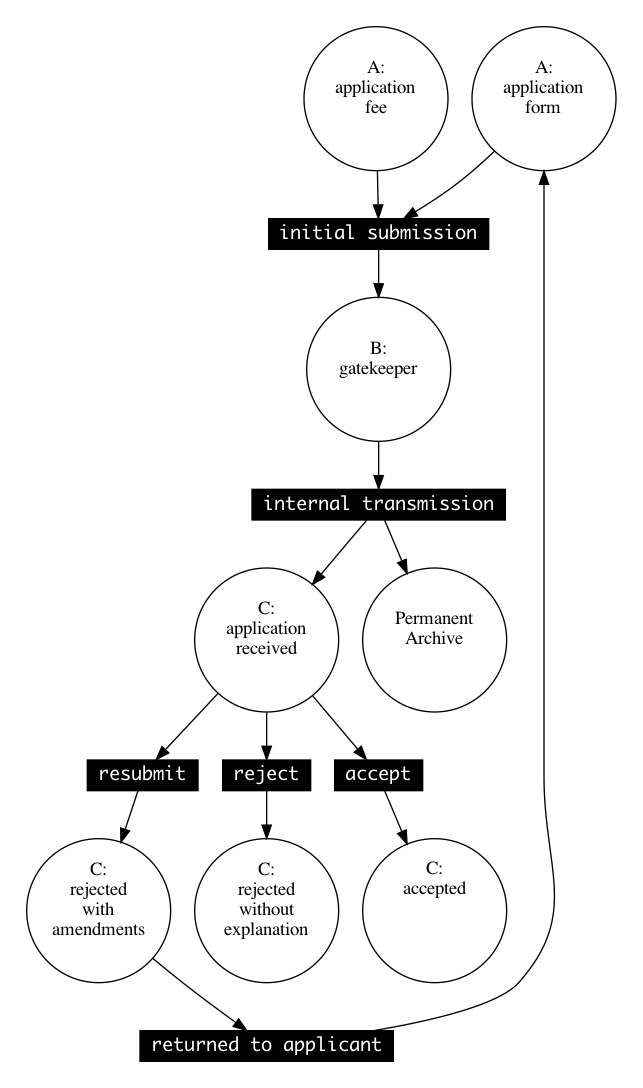 A:
application
fee
A:
application
form
initial submission
B:
gatekeeper
internal transmission
C:
application
received
Permanent
Archive
resubmit
reject
accept
C:
rejected
with
amendments
C:
rejected
without
explanation
C:
accepted
returned to applicant